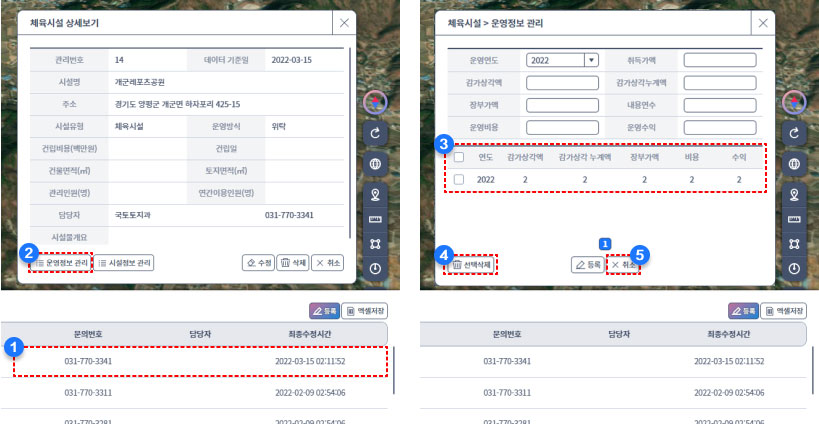 체육시설 상세보기
관리번호 14 데이터 기준일 2022-03-15
시설명 개군레포츠공원
주소 경기도 양평군 개군면 하자포리 425-15
시설유형 체육시설 운영방식 위탁
건립비용(백만원) 건립일
건물면적(㎡) 토지면적(㎡)
관리인원(명) 연간이용인원(명)
담당자 국토토지과 031-770-3341
시설물개요
2
운영정보 관리 시설정보 관리 수정 삭제 취소
등록 엑셀저장
문의번호 담당자 최종수정시간
1
031-770-3341 2022-03-15 02:11:52
031-770-3311 2022-02-09 02:54:06
031-770-3281 2022-02-09 02:54:06
체육시설 > 운영정보 관리
운영연도 2022 취득가액
감가상각액 감가상각누계액
장부가액 내용연수
운영비용 운영수익
3
연도 감가상각액 감가상각 누계액 장부가액 비용 수익
2022 2 2 2 2 2
1
4 5
선택삭제 등록 취소
등록 엑셀저장
문의번호 담당자 최종수정시간
031-770-3341 2022-03-15 02:11:52
031-770-3311 2022-02-09 02:54:06
031-770-3281 2022-02-09 02:54:06